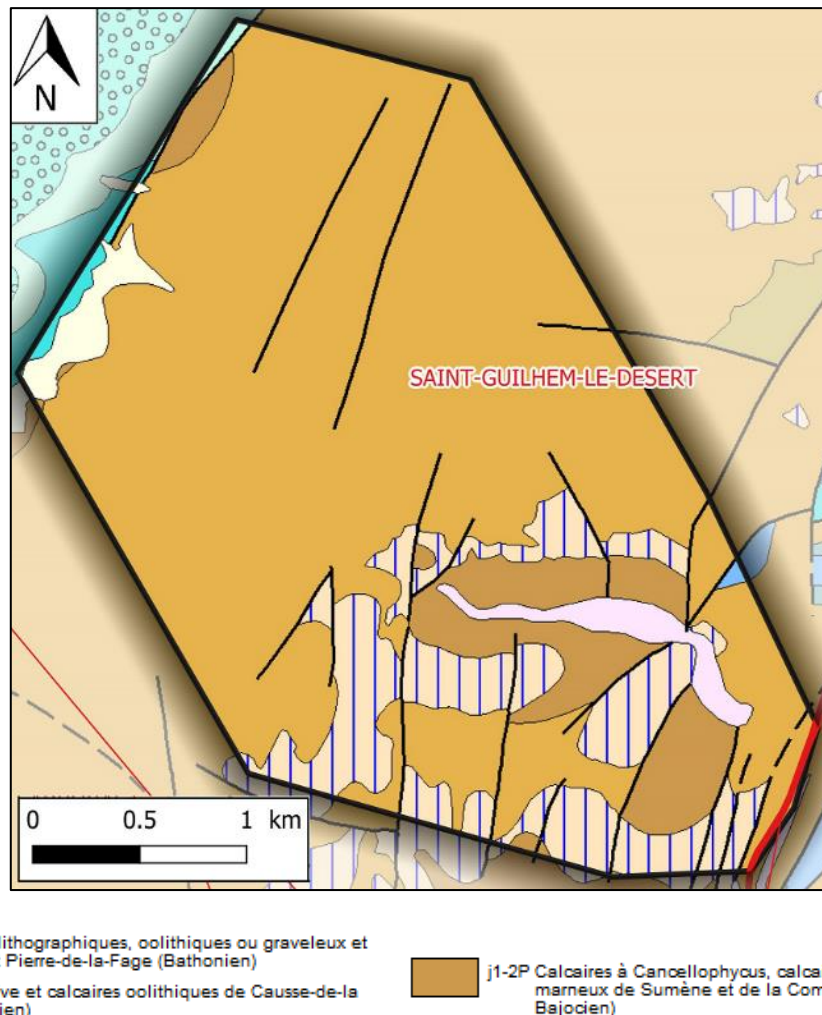 N
SAINT-GUILHEM-LE-DESERT
0 0.5 1 km
lithographiques, oolithiques ou graveleux et
Pierre-de-la-Fage (Bathonien)
ve et calcaires oolithiques de Causse-de-la
ien)
j1-2P Calcaires à Cancellophycus, calca
marneux de Sumène et de la Com
Bajocien)